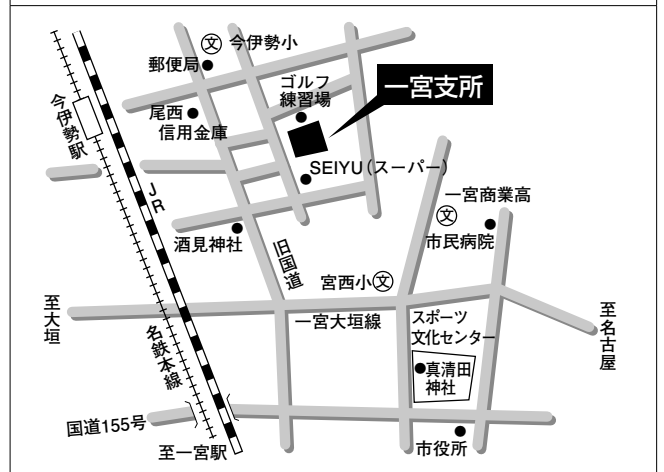 文 今伊勢小
郵便局
ゴルフ
練習場
一宮支所
今伊勢駅
尾西
信用金庫
SEIYU(スーパー)
JR
一宮商業高
文
酒見神社
市民病院
旧国道
宮西小文
至大垣
一宮大垣線
スポーツ
文化センター
至名古屋
名鉄本線
真清田
神社
国道155号
至一宮駅
市役所